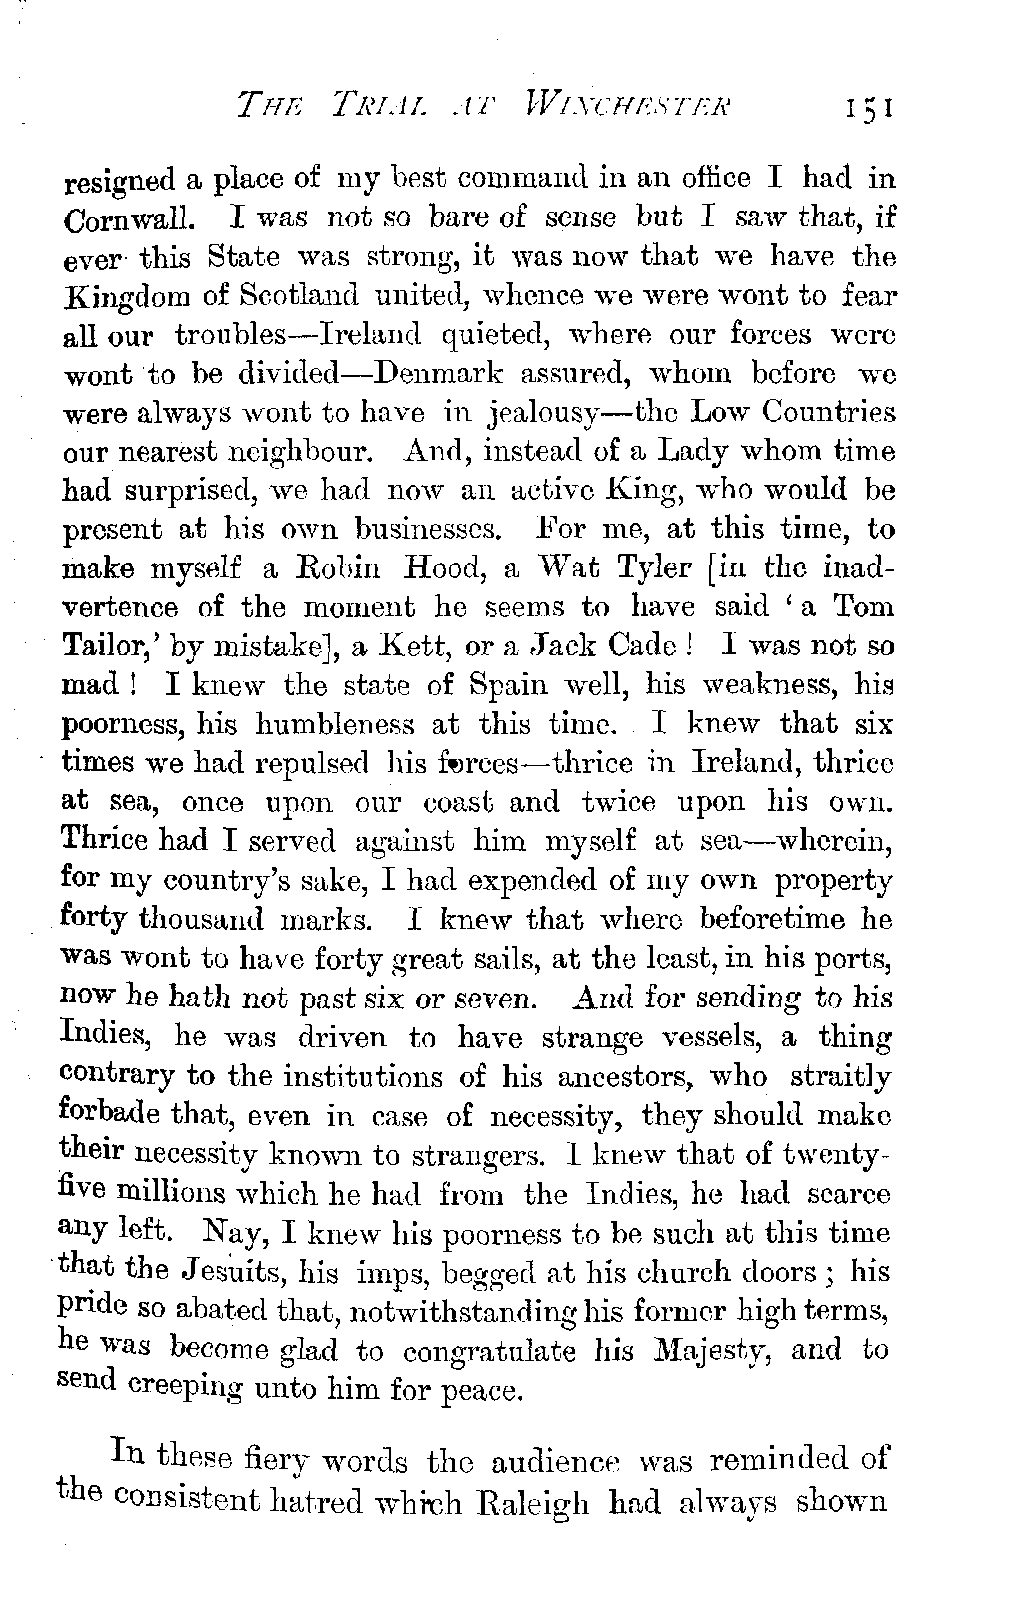 THE TRIAL AT WINCHESTER 151
resigned a place of my best command in an office I had in
Cornwall. I was not so bare of sense but I saw that, if
ever this State was strong, it was now that we have the
Kingdom of Scotland united, whence we were wont to fear
all our troubles—Ireland quieted, where our forces were
wont to be divided—Denmark assured, whom before we
were always wont to have in jealousy—the Low Countries
our nearest neighbour. And, instead of a Lady whom time
had surprised, we had now an active King, who would be
present at his own businesses. For me, at this time, to
make myself a Robin Hood, a Wat Tyler [in the inad-
vertence of the moment he seems to have said ‘a Tom
Tailor,’ by mistake], a Kett, or a Jack Cade! I was not so
mad! I knew the state of Spain well, his weakness, his
poorness, his humbleness at this time. I knew that six
times we had repulsed his forces—thrice in Ireland, thrice
at sea, once upon our coast and twice upon his own.
Thrice had I served against him myself at sea—wherein,
for my country's sake, I had expended of my own property
forty thousand marks. I knew that where beforetime he
was wont to have forty great sails, at the least, in his ports,
now he hath not past six or seven. And for sending to his
Indies, he was driven to have strange vessels, a thing
contrary to the institutions of his ancestors, who straitly
forbade that, even in case of necessity, they should make
their necessity known to strangers. I knew that of twenty-
five millions which he had from the Indies, he had scarce
any left. Nay, I knew his poorness to be such at this time
that the Jesuits, his imps, begged at his church doors; his
pride so abated that, notwithstanding his former high terms,
he was become glad to congratulate his Majesty, and to
send creeping unto him for peace.
In these fiery words the audience was reminded of
the consistent hatred which Raleigh had always shown